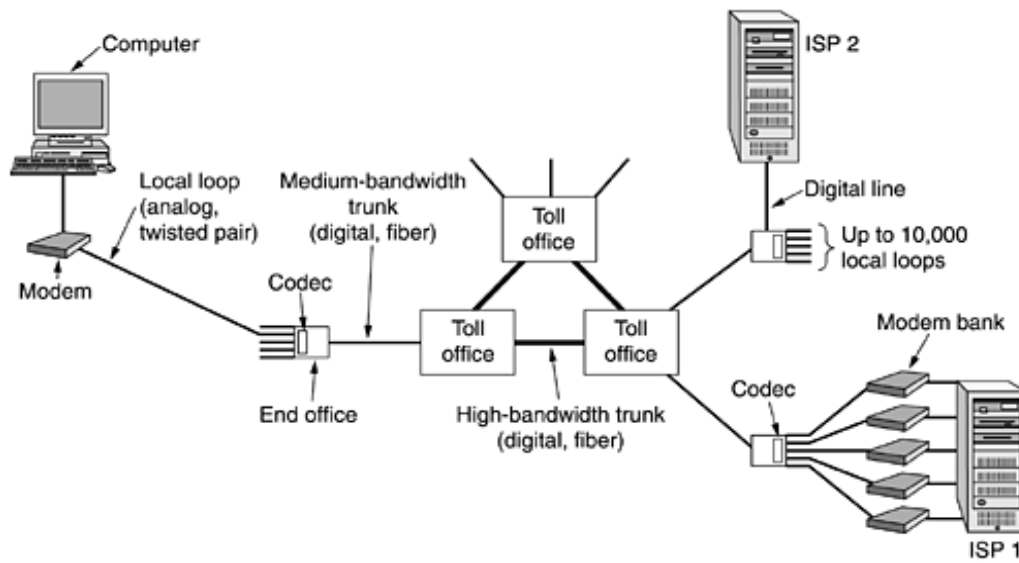 Computer
ISP 2
Local loop
(analog,
twisted pair)
Medium-bandwidth
trunk
(digital, fiber)
Digital line
Toll
office
Up to 10,000
local loops
Modem
Codec
Toll
office
Toll
office
Modem bank
End office
High-bandwidth trunk
(digital, fiber)
Codec
ISP 1